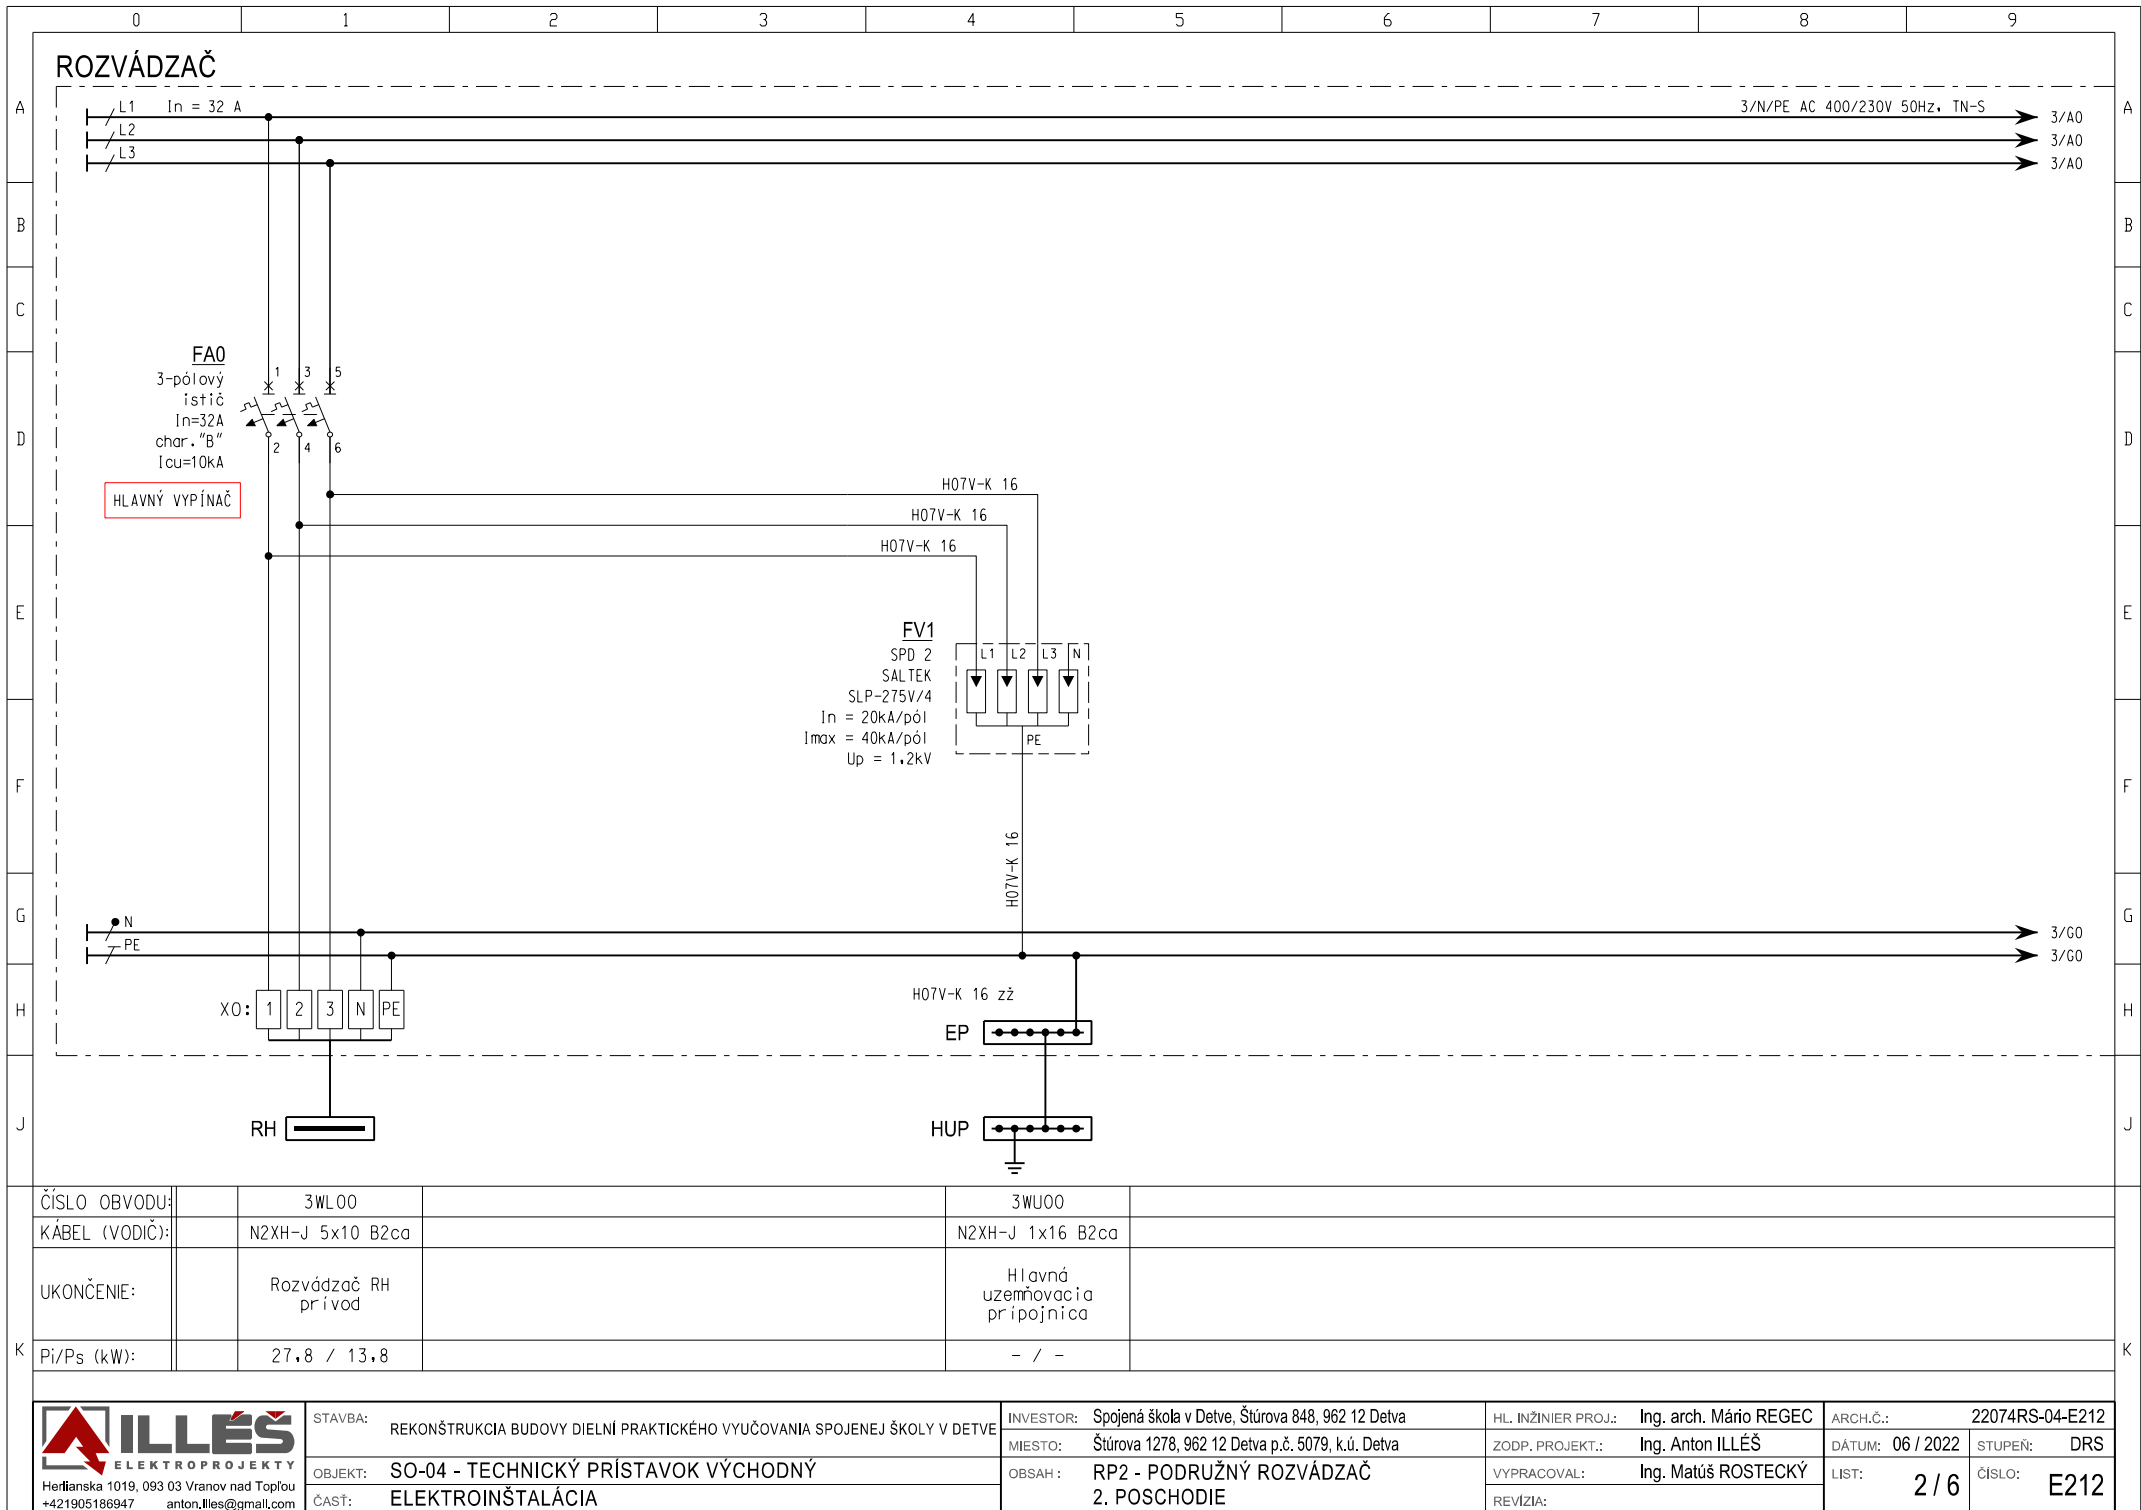 0 1 2 3 4 5 6 7 8 9
ROZVÁDZAČ
A A
L1 In = 32 A 3/N/PE AC 400/230V 50Hz, TN-S 3/A0
L2 3/A0
L3 3/A0
B B
C C
FA0
3-pólový
istič
In=32A
char."B"
Icu=10kA
1 3 5
2 4 6
D D
HLAVNÝ VYPÍNAČ
H07V-K 16
H07V-K 16
H07V-K 16
E E
FV1
SPD 2
SALTEK
SLP-275V/4
In = 20kA/pól
Imax = 40kA/pól
Up = 1,2kV
L1 L2 L3 N
PE
F F
H07V-K 16
G G
N 3/G0
PE 3/G0
H H
H07V-K 16 zž
X0: 1 2 3 N PE
EP
J J
RH
HUP
ČÍSLO OBVODU: 3WL00 3WU00
KÁBEL (VODIČ): N2XH-J 5x10 B2ca N2XH-J 1x16 B2ca
UKONČENIE:
Rozvádzač RH
prívod
Hlavná
uzemňovacia
prípojnica
K K
Pi/Ps (kW): 27,8 / 13,8 - / -
ILLÉŠ
ELEKTROPROJEKTY
Herlianska 1019, 093 03 Vranov nad Topľou
+421905186947 anton.illes@gmail.com
STAVBA: REKONŠTRUKCIA BUDOVY DIELNÍ PRAKTICKÉHO VYUČOVANIA SPOJENEJ ŠKOLY V DETVE
OBJEKT: SO-04 - TECHNICKÝ PRÍSTAVOK VÝCHODNÝ
ČASŤ: ELEKTROINŠTALÁCIA
INVESTOR: Spojená škola v Detve, Štúrova 848, 962 12 Detva
MIESTO: Štúrova 1278, 962 12 Detva p.č. 5079, k.ú. Detva
OBSAH : RP2 - PODRUŽNÝ ROZVÁDZAČ
2. POSCHODIE
HL. INŽINIER PROJ.: Ing. arch. Mário REGEC
ZODP. PROJEKT.: Ing. Anton ILLÉŠ
VYPRACOVAL: Ing. Matúš ROSTECKÝ
REVÍZIA:
ARCH.Č.: 22074RS-04-E212
DÁTUM: 06 / 2022 STUPEŇ: DRS
LIST: 2 / 6 ČÍSLO: E212